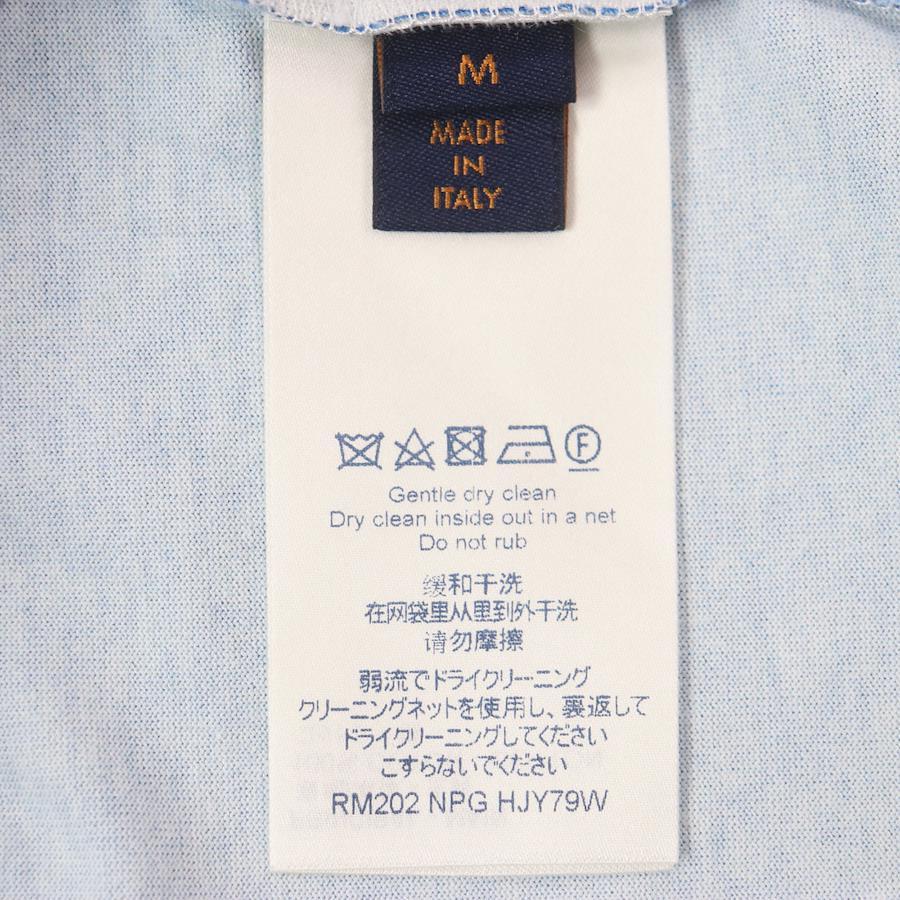 M
MADE
IN
ITALY
F
Gentle dry clean
Dry clean inside out in a net
Do not rub
缓和干洗
在网袋里从里到外干洗
请勿摩擦
弱流でドライクリーニング
クリーニングネットを使用し、裏返して
ドライクリーニングしてください
こすらないでください
RM202 NPG HJY79W